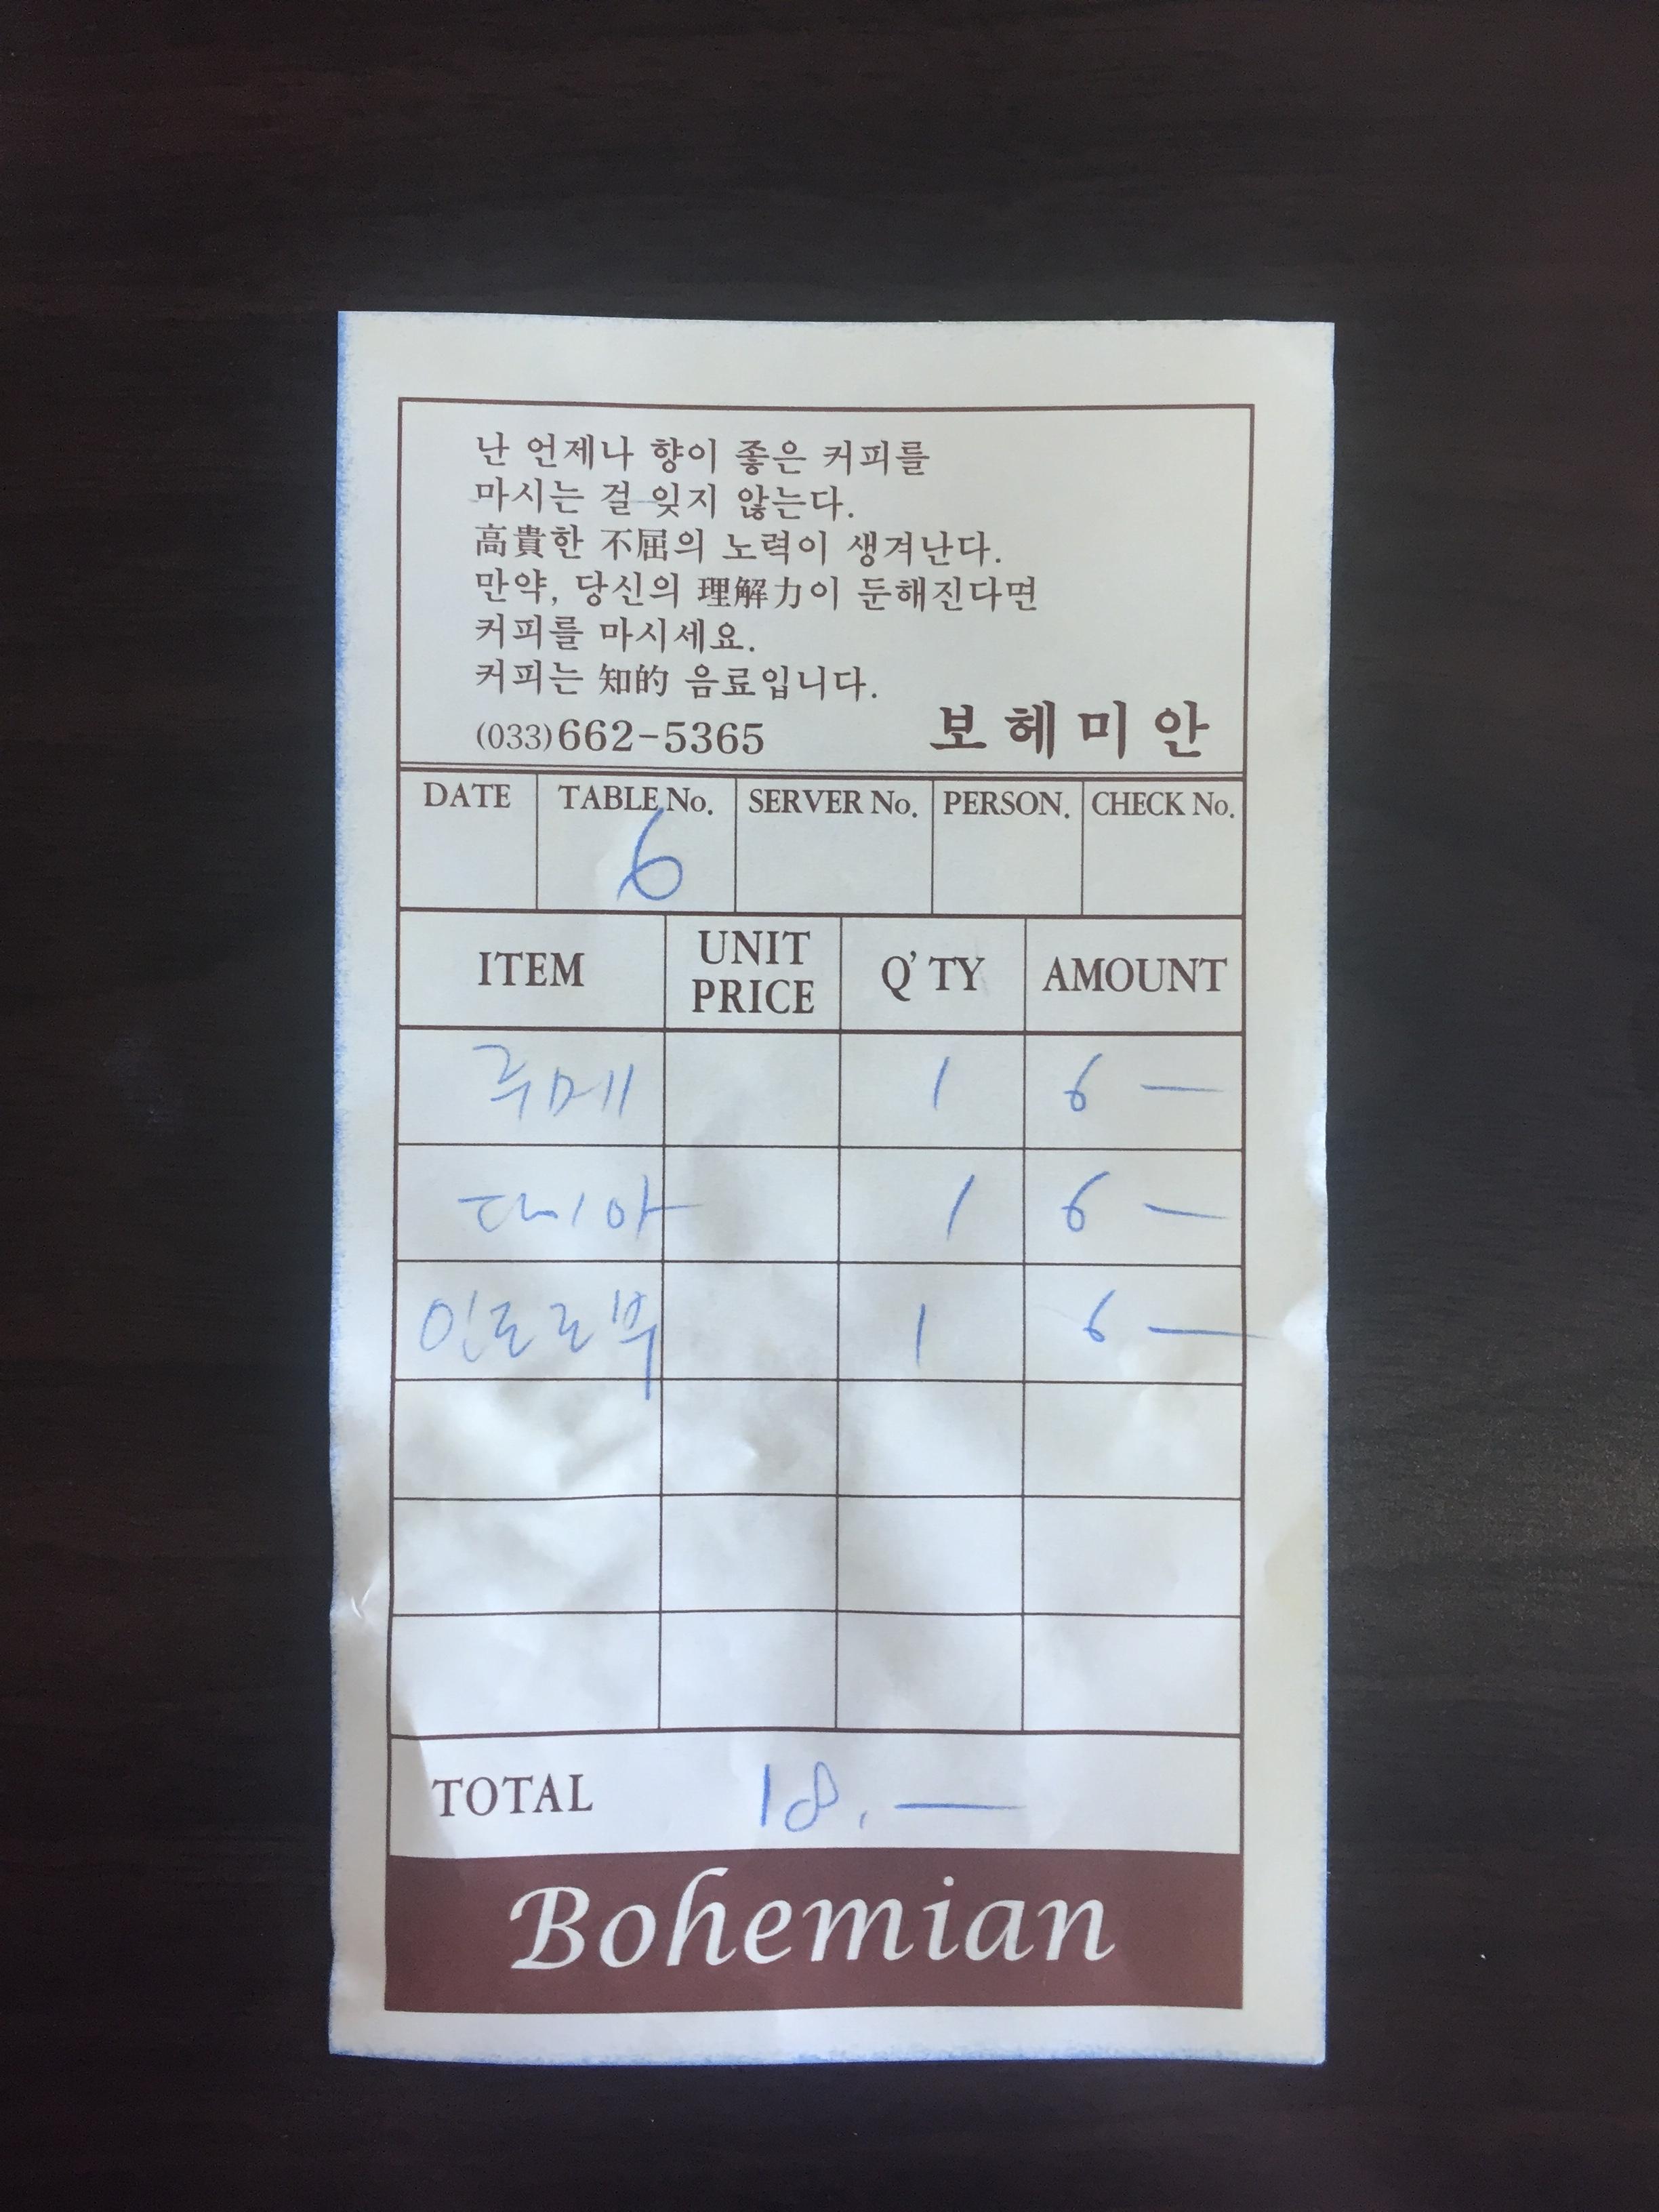 난 언제나 향이 좋은 커피를
마시는 걸 잊지 않는다.
高貴한 不屈의 노력이 생겨난다.
만약, 당신의 理解力이 둔해진다면
커피를 마시세요.
커피는 知的 음료입니다.
(033)662-5365 보헤미안
DATE TABLE No. SERVER No. PERSON. CHECK No.
6
ITEM UNIT PRICE Q'TY AMOUNT
루메 1 6 —
1 6 —
1 6 —
TOTAL 18. —
Bohemian